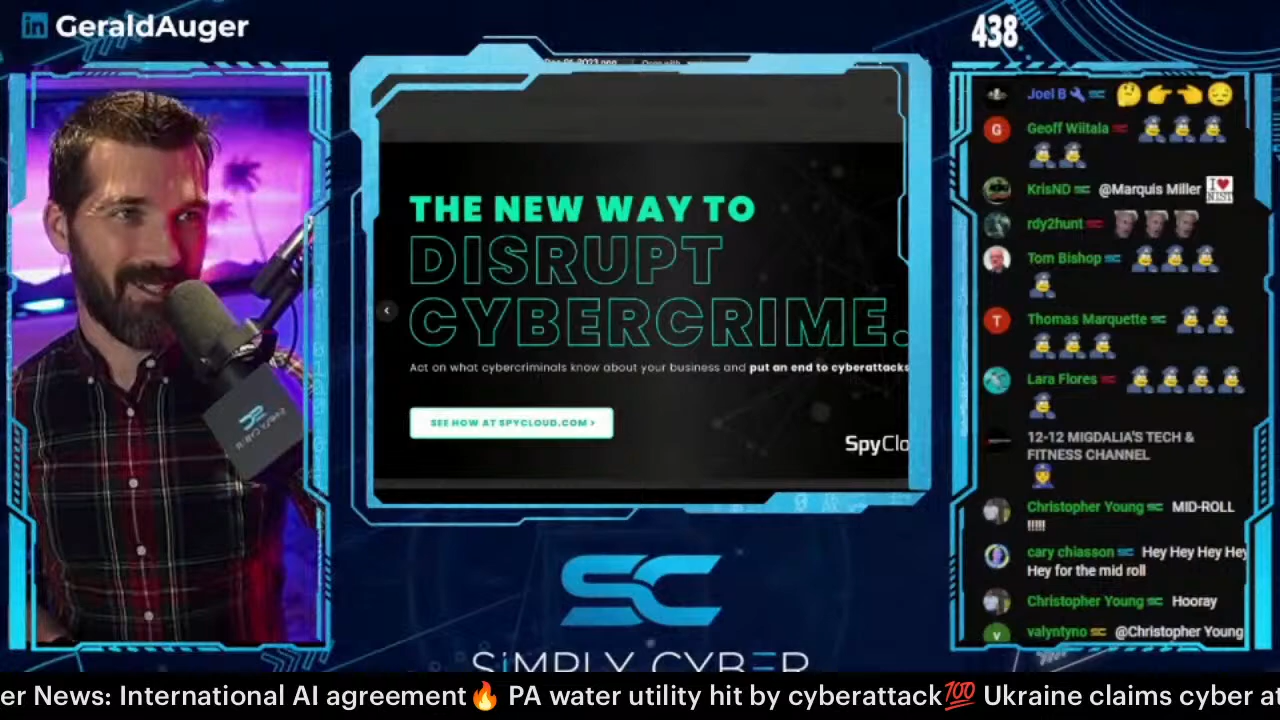 in GeraldAuger
438
THE NEW WAY TO
DISRUPT
CYBERCRIME.
Act on what cybercriminals know about your business and put an end to cyberattacks
SEE HOW AT SPYCLOUD.COM >
SpyClo
SC
SIMPLY CYBER
Joel B
Geoff Wiitala
KrisND @Marquis Miller I ♥ NIST
rdy2hunt
Tom Bishop
Thomas Marquette
Lara Flores
12-12 MIGDALIA'S TECH &
FITNESS CHANNEL
Christopher Young MID-ROLL
!!!!!
cary chiasson Hey Hey Hey Hey
Hey for the mid roll
Christopher Young Hooray
valyntyno @Christopher Young
er News: International AI agreement🔥 PA water utility hit by cyberattack💯 Ukraine claims cyber at